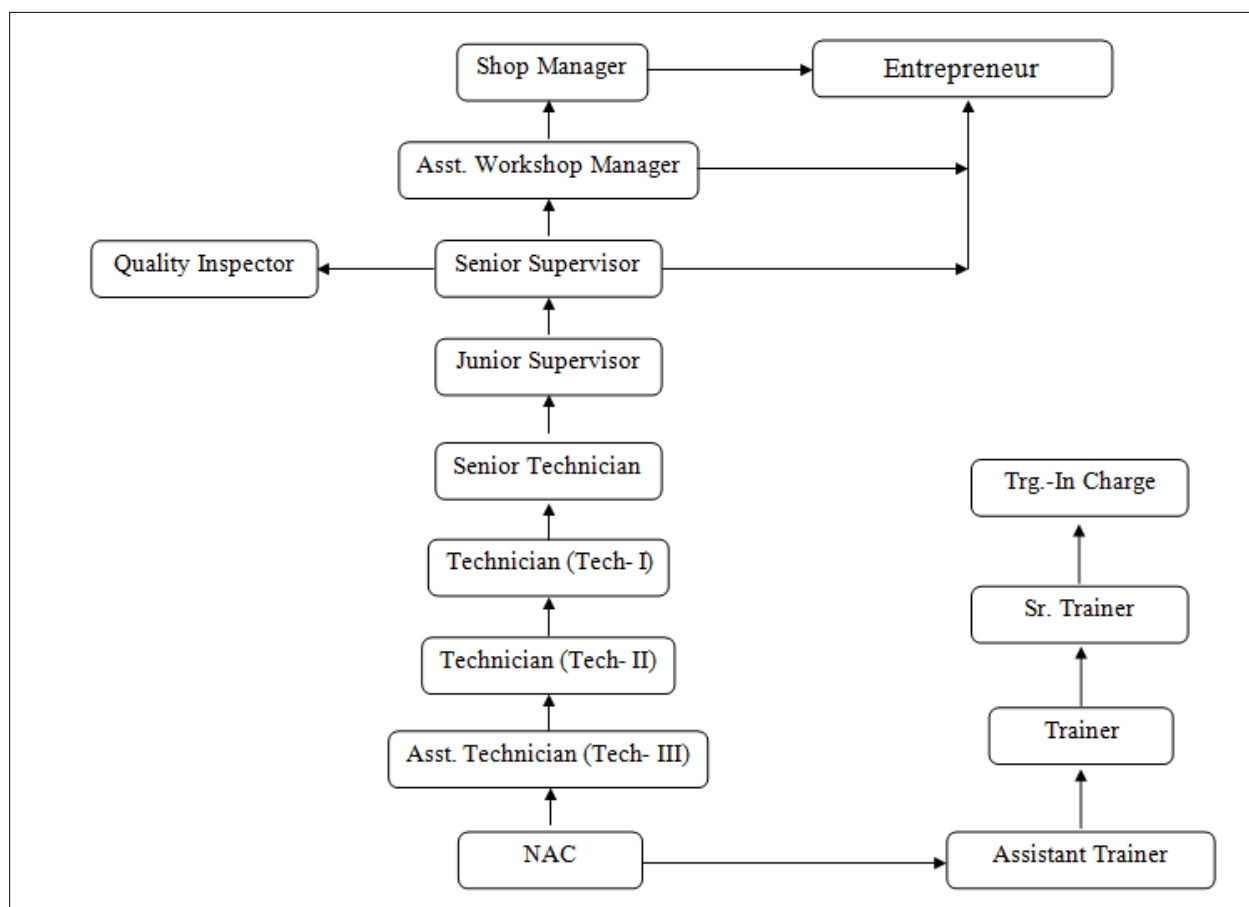 Shop Manager
Entrepreneur
Asst. Workshop Manager
Quality Inspector
Senior Supervisor
Junior Supervisor
Senior Technician
Trg.-In Charge
Technician (Tech- I)
Sr. Trainer
Technician (Tech- II)
Trainer
Asst. Technician (Tech- III)
NAC
Assistant Trainer